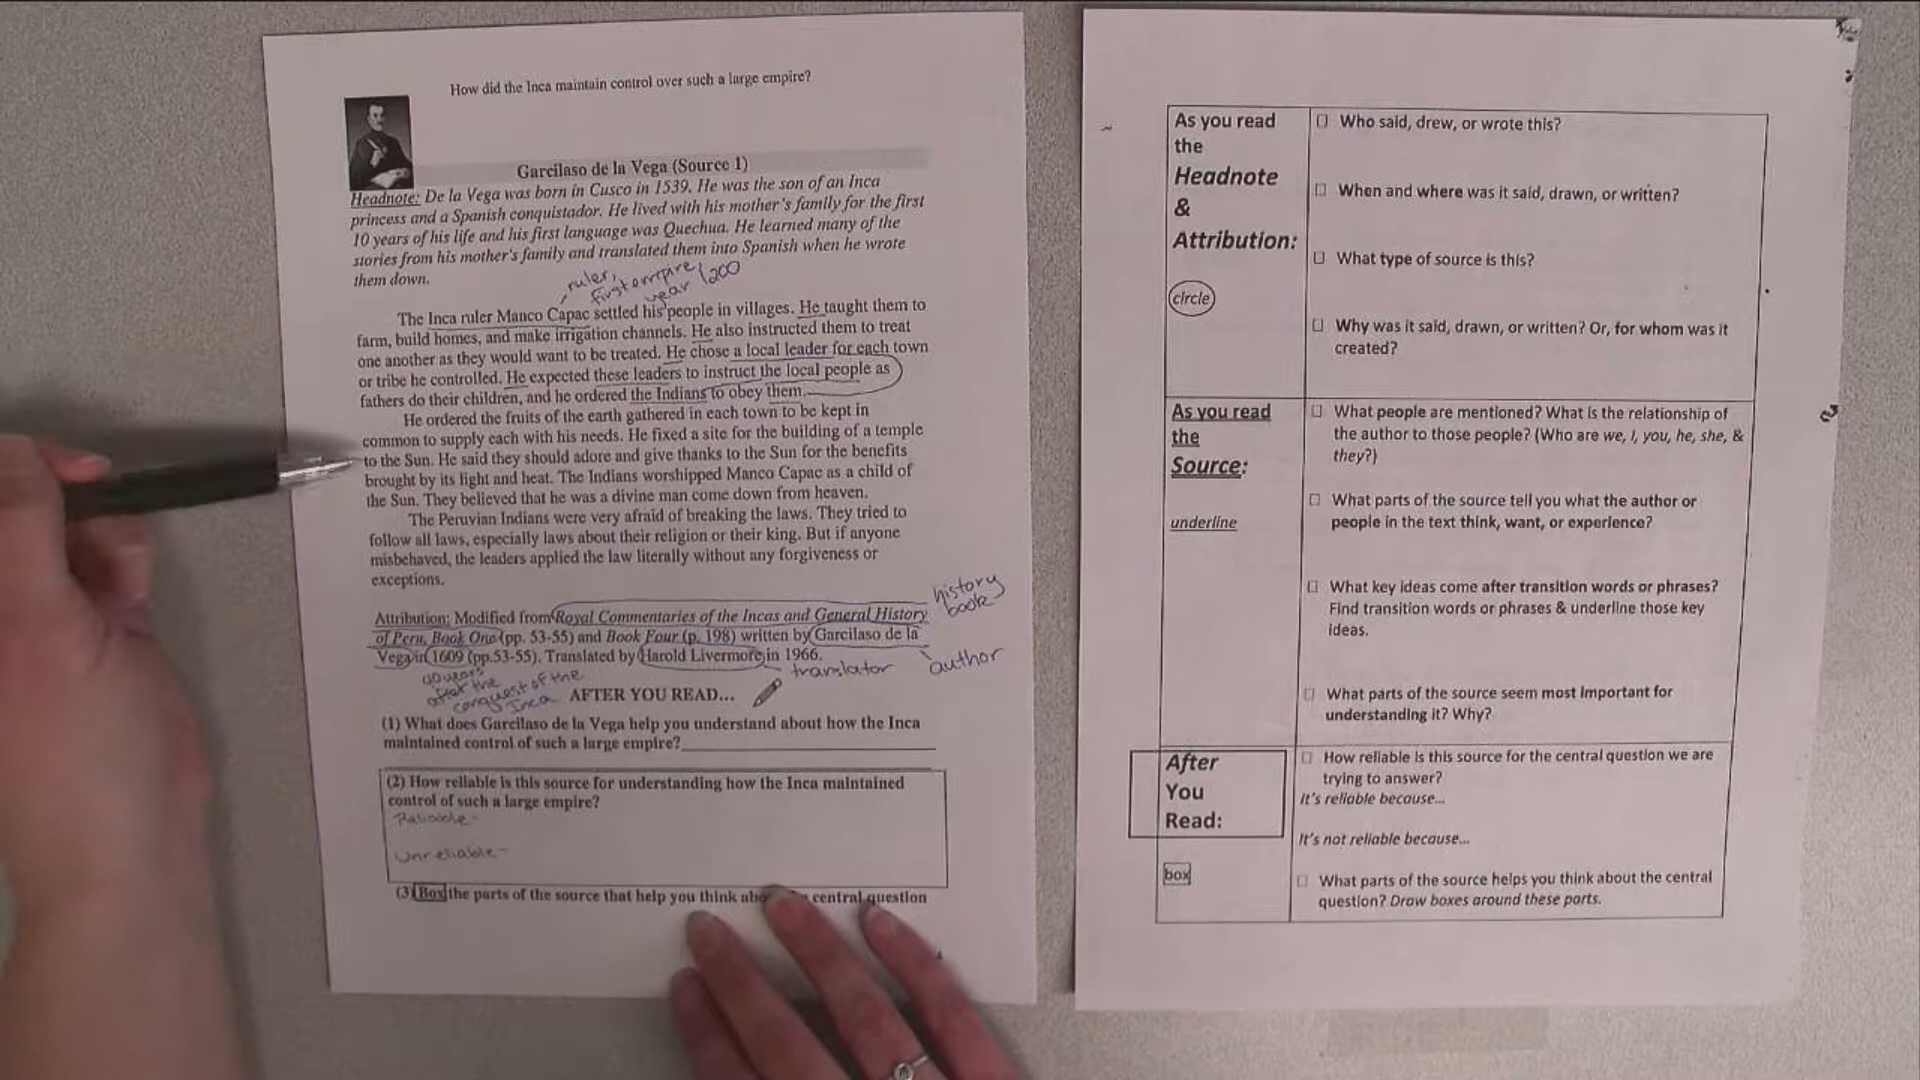 How did the Inca maintain control over such a large empire?
Garcilaso de la Vega (Source 1)
Headnote: De la Vega was born in Cusco in 1539. He was the son of an Inca
princess and a Spanish conquistador. He lived with his mother's family for the first
10 years of his life and his first language was Quechua. He learned many of the
stories from his mother's family and translated them into Spanish when he wrote
them down.
ruler,
first empire
year 1200
The Inca ruler Manco Capac settled his people in villages. He taught them to
farm, build homes, and make irrigation channels. He also instructed them to treat
one another as they would want to be treated. He chose a local leader for each town
or tribe he controlled. He expected these leaders to instruct the local people as
fathers do their children, and he ordered the Indians to obey them.
He ordered the fruits of the earth gathered in each town to be kept in
common to supply each with his needs. He fixed a site for the building of a temple
to the Sun. He said they should adore and give thanks to the Sun for the benefits
brought by its light and heat. The Indians worshipped Manco Capac as a child of
the Sun. They believed that he was a divine man come down from heaven.
The Peruvian Indians were very afraid of breaking the laws. They tried to
follow all laws, especially laws about their religion or their king. But if anyone
misbehaved, the leaders applied the law literally without any forgiveness or
exceptions.
history
book
Attribution: Modified from Royal Commentaries of the Incas and General History
of Peru, Book One (pp. 53-55) and Book Four (p. 198) written by Garcilaso de la
Vega in 1609 (pp.53-55). Translated by Harold Livermore in 1966.
author
translator
years
after the
conquest of the
Inca
AFTER YOU READ...
(1) What does Garcilaso de la Vega help you understand about how the Inca
maintained control of such a large empire?
(2) How reliable is this source for understanding how the Inca maintained
control of such a large empire?
Reliable-
Unreliable-
(3) Box the parts of the source that help you think central question
As you read
the
Headnote
&
Attribution:
circle
Who said, drew, or wrote this?
When and where was it said, drawn, or written?
What type of source is this?
Why was it said, drawn, or written? Or, for whom was it
created?
As you read
the
Source:
underline
What people are mentioned? What is the relationship of
the author to those people? (Who are we, I, you, he, she, &
they?)
What parts of the source tell you what the author or
people in the text think, want, or experience?
What key ideas come after transition words or phrases?
Find transition words or phrases & underline those key
ideas.
What parts of the source seem most important for
understanding it? Why?
After
You
Read:
box
How reliable is this source for the central question we are
trying to answer?
It's reliable because...
It's not reliable because...
What parts of the source helps you think about the central
question? Draw boxes around these parts.